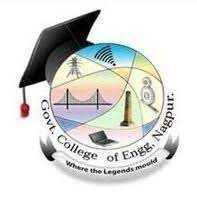 Govt. College of Engg. Nagpur.
Where the Legends mould